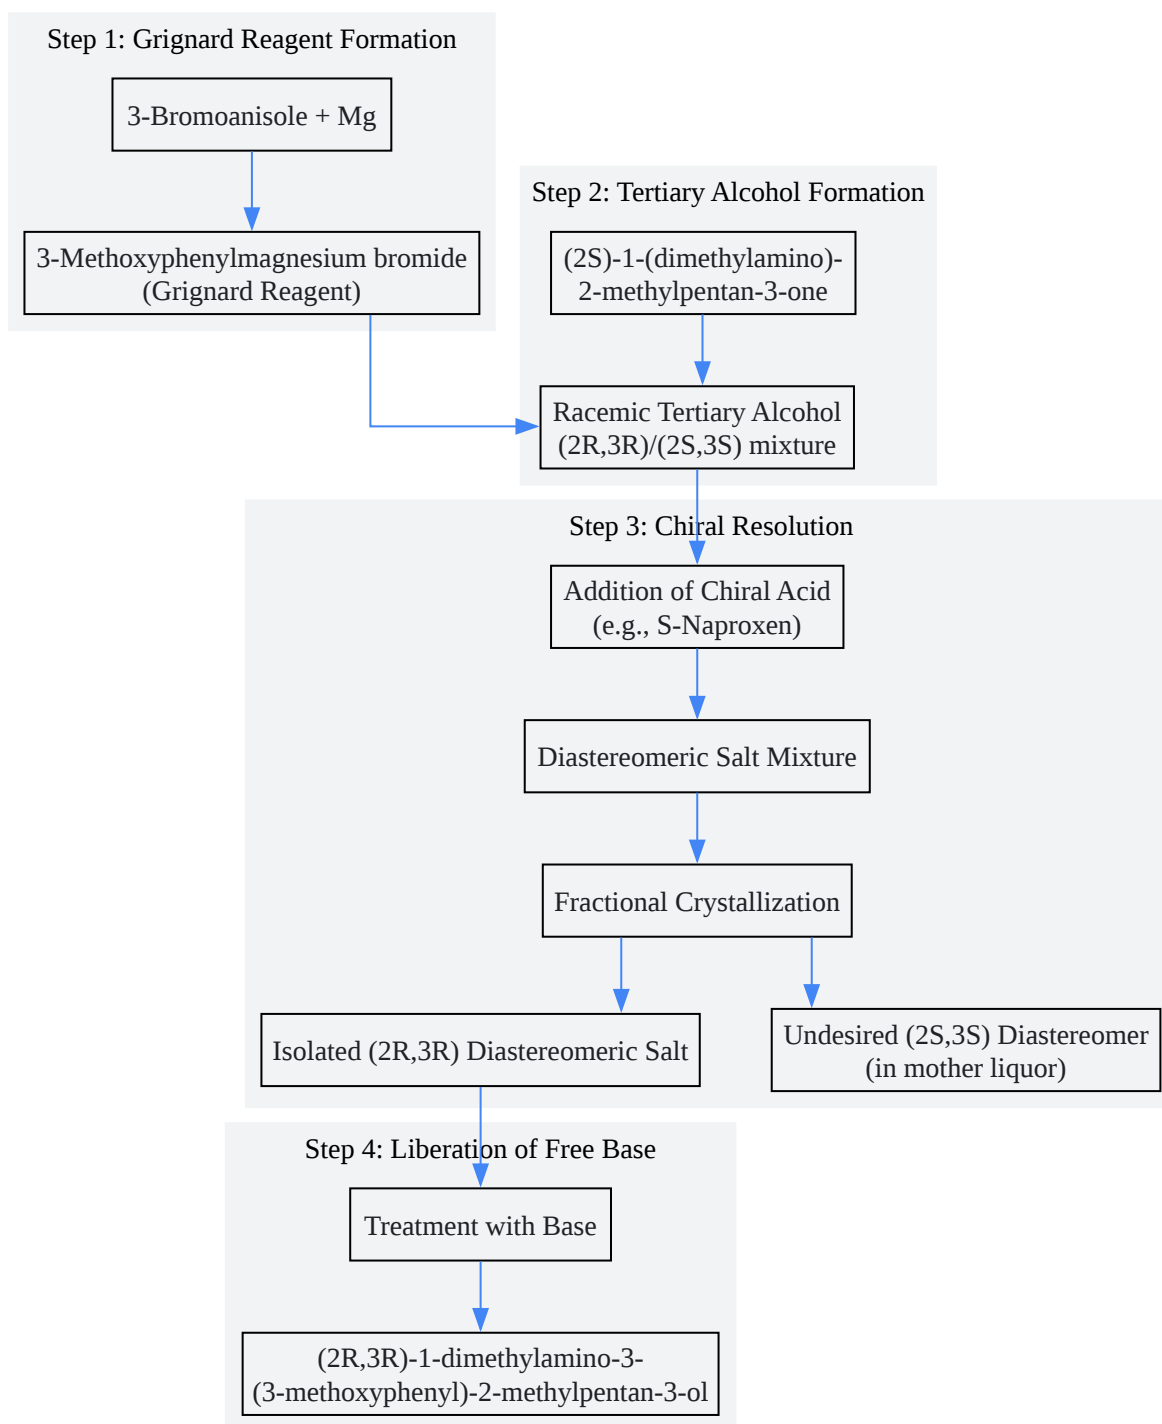 Step 1: Grignard Reagent Formation
3-Bromoanisole + Mg
3-Methoxyphenylmagnesium bromide
(Grignard Reagent)
Step 2: Tertiary Alcohol Formation
(2S)-1-(dimethylamino)-
2-methylpentan-3-one
Racemic Tertiary Alcohol
(2R,3R)/(2S,3S) mixture
Step 3: Chiral Resolution
Addition of Chiral Acid
(e.g., S-Naproxen)
Diastereomeric Salt Mixture
Fractional Crystallization
Isolated (2R,3R) Diastereomeric Salt
Undesired (2S,3S) Diastereomer
(in mother liquor)
Step 4: Liberation of Free Base
Treatment with Base
(2R,3R)-1-dimethylamino-3-
(3-methoxyphenyl)-2-methylpentan-3-ol